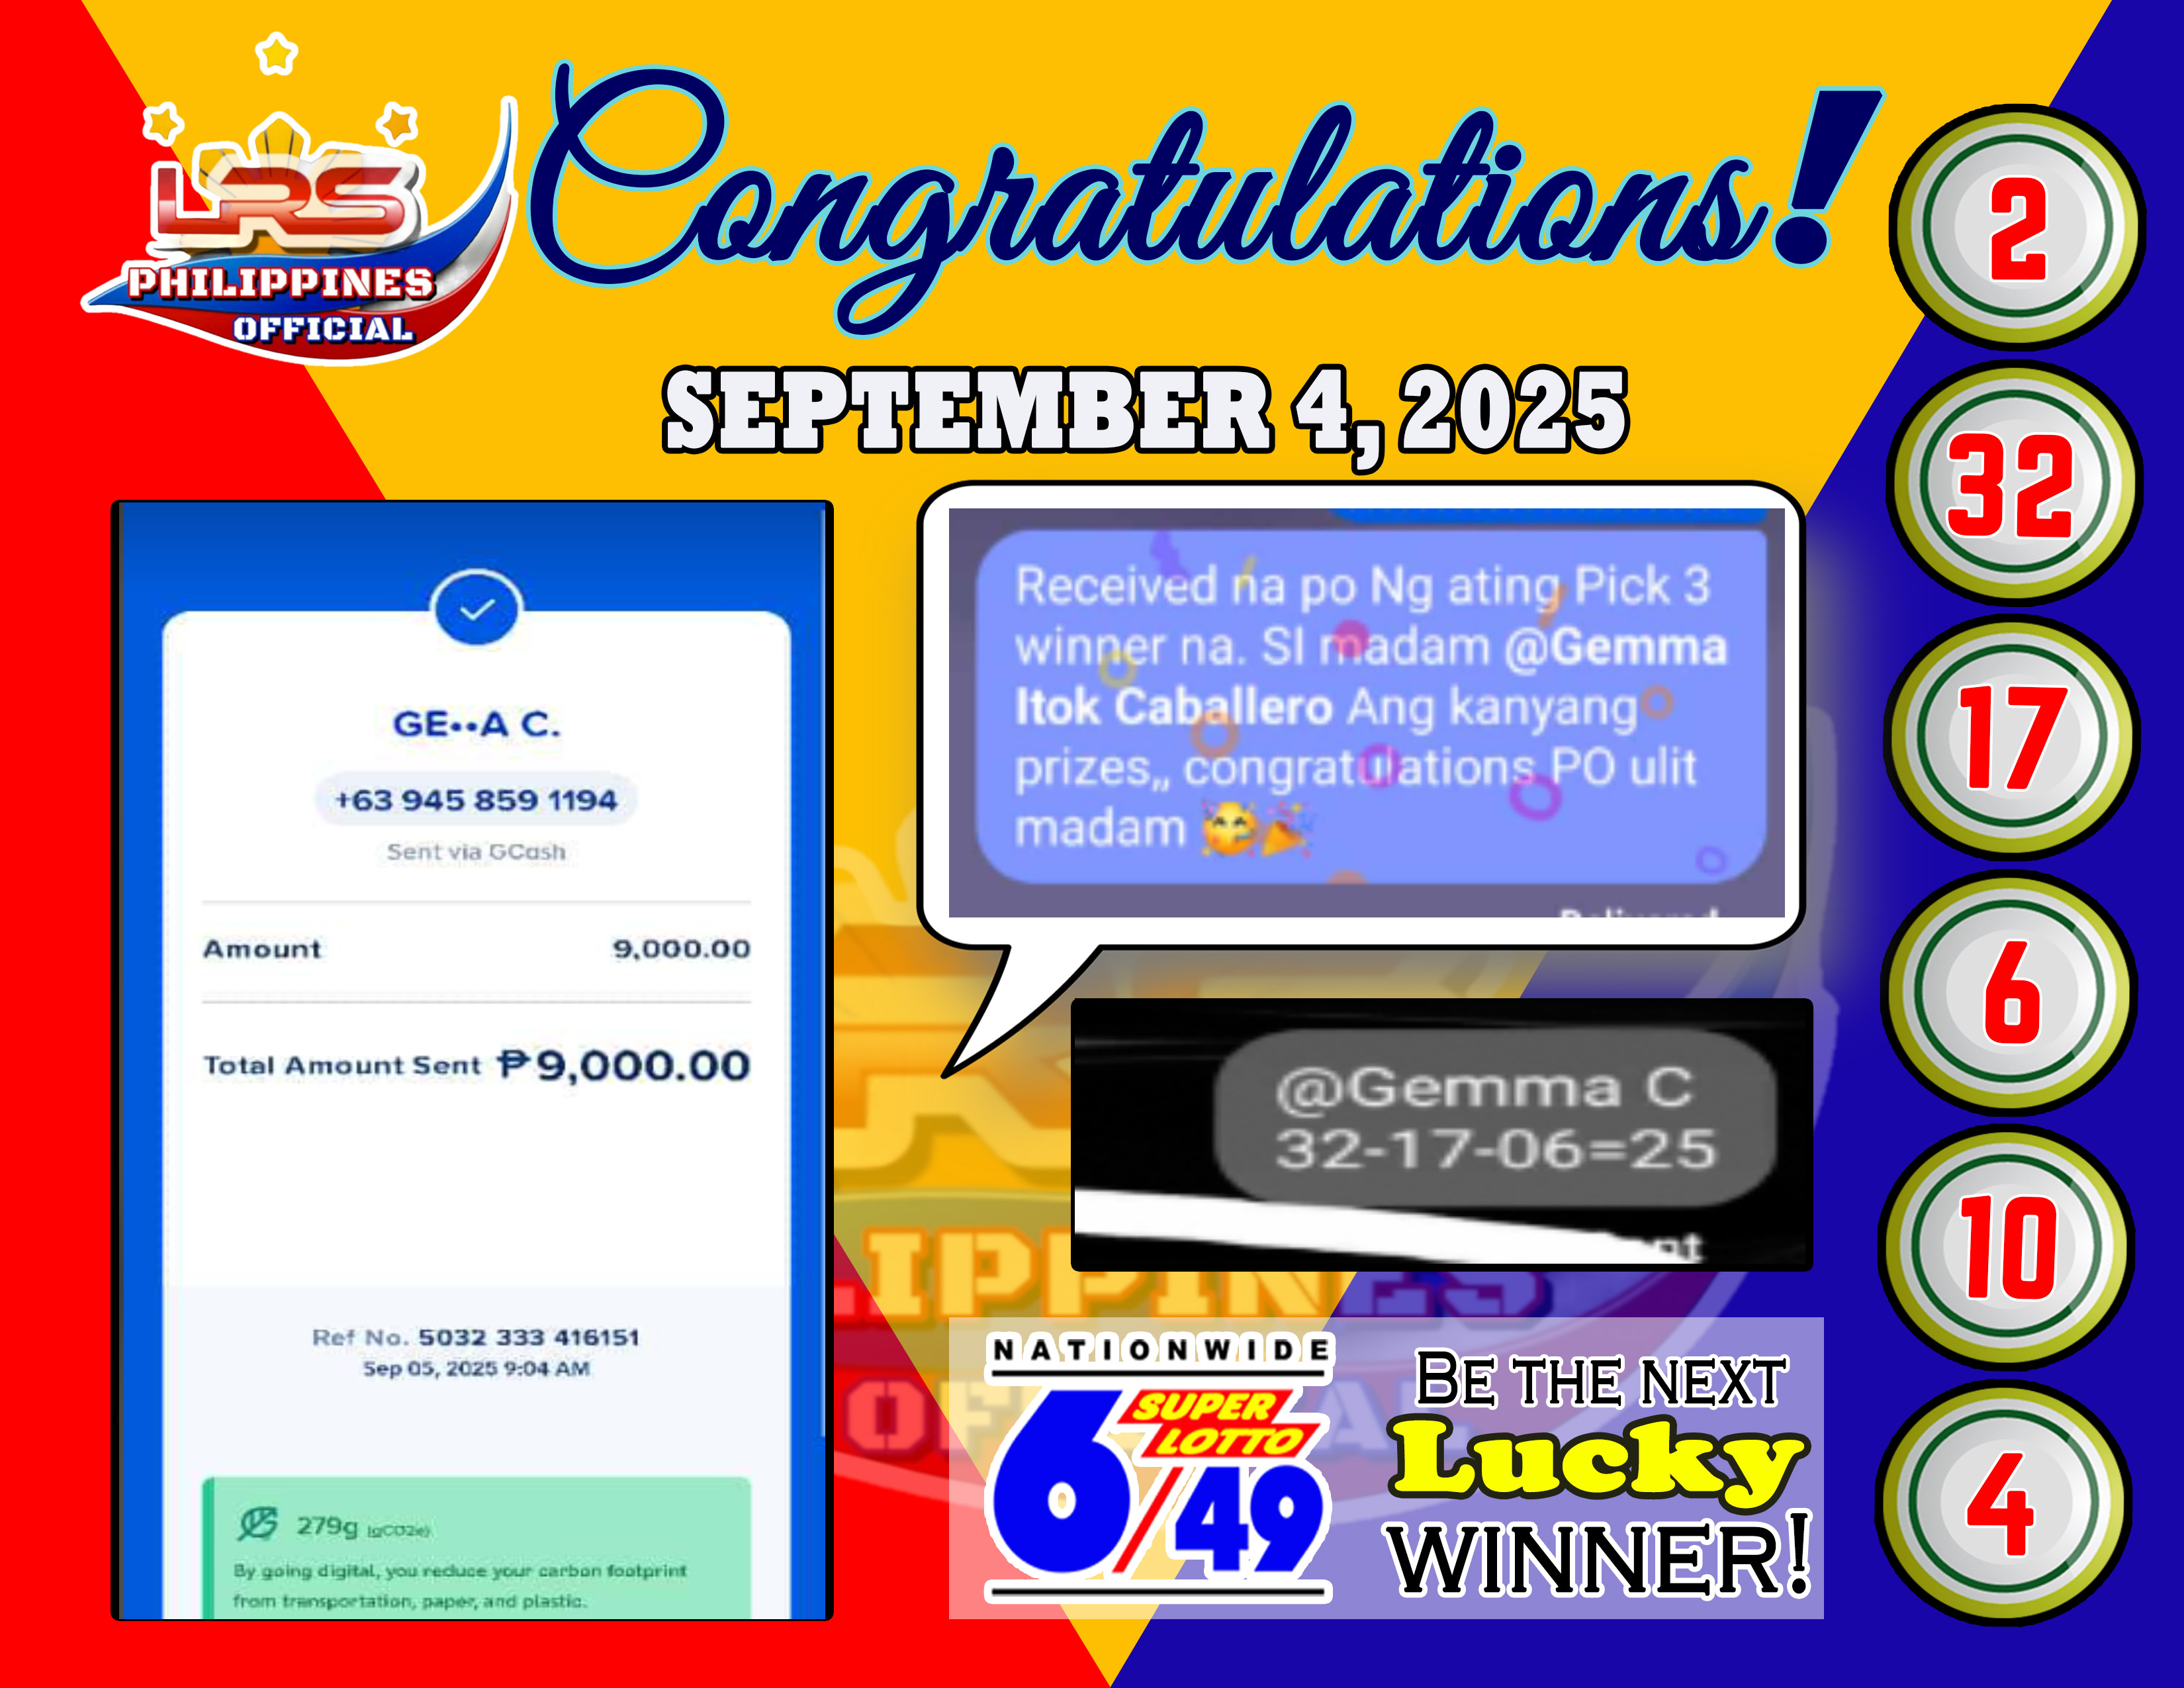 LRS
PHILIPPINES
OFFICIAL
Congratulations!
SEPTEMBER 4, 2025
GE••A C.
+63 945 859 1194
Sent via GCash
Amount 9,000.00
Total Amount Sent ₱9,000.00
Ref No. 5032 333 416151
Sep 05, 2025 9:04 AM
279g (gCO2e)
By going digital, you reduce your carbon footprint
from transportation, paper, and plastic.
Received na po Ng ating Pick 3
winner na. SI madam @Gemma
Itok Caballero Ang kanyang
prizes,, congratulations PO ulit
madam 🥳🎉
Delivered
@Gemma C
32-17-06=25
NATIONWIDE
SUPER
LOTTO
6/49
BE THE NEXT
Lucky
WINNER!
2
32
17
6
10
4